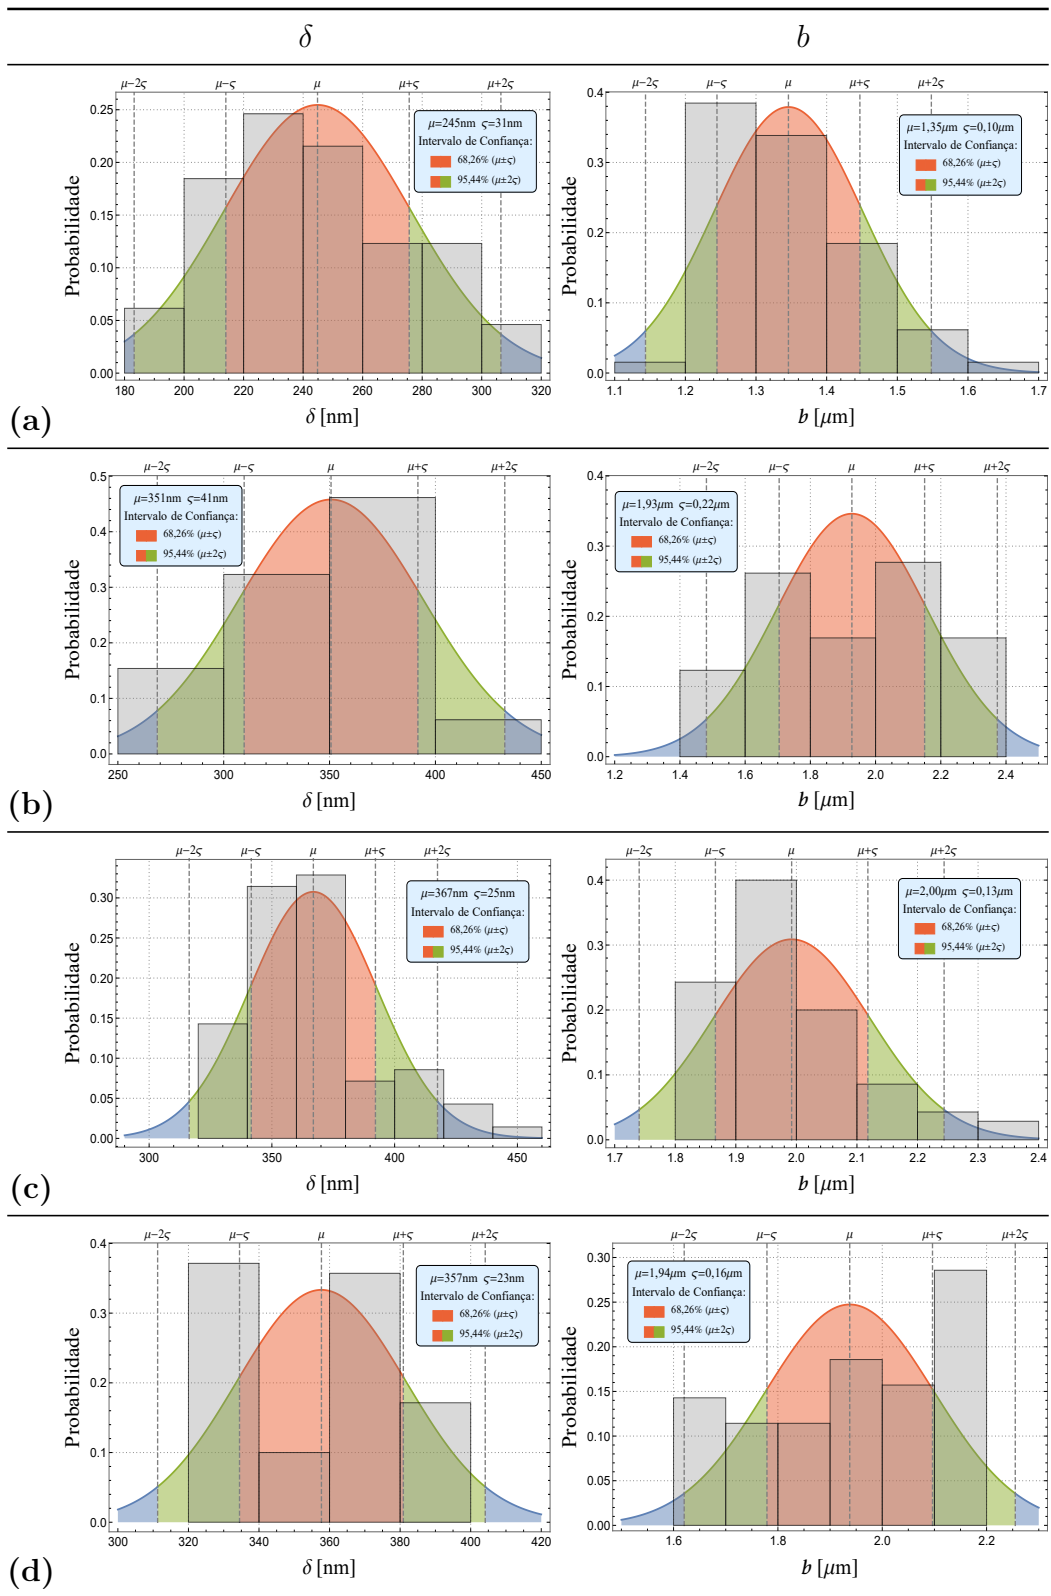 δ b
μ−2ς μ−ς μ μ+ς μ+2ς
0.25
0.20
0.15
0.10
0.05
0.00
Probabilidade
μ=245nm ς=31nm
Intervalo de Confiança:
68,26% (μ±ς)
95,44% (μ±2ς)
180 200 220 240 260 280 300 320
δ [nm]
μ−2ς μ−ς μ μ+ς μ+2ς
0.4
0.3
0.2
0.1
0.0
Probabilidade
μ=1,35μm ς=0,10μm
Intervalo de Confiança:
68,26% (μ±ς)
95,44% (μ±2ς)
1.1 1.2 1.3 1.4 1.5 1.6 1.7
b [μm]
(a)
μ−2ς μ−ς μ μ+ς μ+2ς
0.5
0.4
0.3
0.2
0.1
0.0
Probabilidade
μ=351nm ς=41nm
Intervalo de Confiança:
68,26% (μ±ς)
95,44% (μ±2ς)
250 300 350 400 450
δ [nm]
μ−2ς μ−ς μ μ+ς μ+2ς
0.4
0.3
0.2
0.1
0.0
Probabilidade
μ=1,93μm ς=0,22μm
Intervalo de Confiança:
68,26% (μ±ς)
95,44% (μ±2ς)
1.2 1.4 1.6 1.8 2.0 2.2 2.4
b [μm]
(b)
μ−2ς μ−ς μ μ+ς μ+2ς
0.30
0.25
0.20
0.15
0.10
0.05
0.00
Probabilidade
μ=367nm ς=25nm
Intervalo de Confiança:
68,26% (μ±ς)
95,44% (μ±2ς)
300 350 400 450
δ [nm]
μ−2ς μ−ς μ μ+ς μ+2ς
0.4
0.3
0.2
0.1
0.0
Probabilidade
μ=2,00μm ς=0,13μm
Intervalo de Confiança:
68,26% (μ±ς)
95,44% (μ±2ς)
1.7 1.8 1.9 2.0 2.1 2.2 2.3 2.4
b [μm]
(c)
μ−2ς μ−ς μ μ+ς μ+2ς
0.4
0.3
0.2
0.1
0.0
Probabilidade
μ=357nm ς=23nm
Intervalo de Confiança:
68,26% (μ±ς)
95,44% (μ±2ς)
300 320 340 360 380 400 420
δ [nm]
μ−2ς μ−ς μ μ+ς μ+2ς
0.30
0.25
0.20
0.15
0.10
0.05
0.00
Probabilidade
μ=1,94μm ς=0,16μm
Intervalo de Confiança:
68,26% (μ±ς)
95,44% (μ±2ς)
1.6 1.8 2.0 2.2
b [μm]
(d)